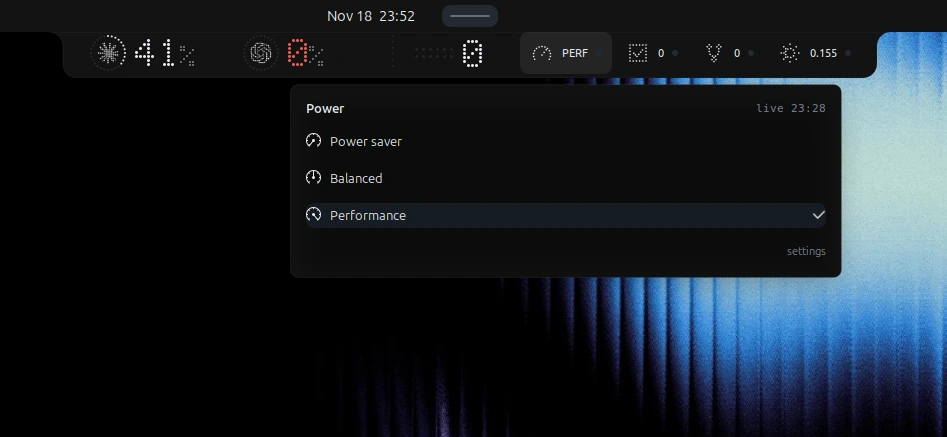 Nov 18 23:52
41% 0% 0 PERF 0 0 0.155
Power live 23:28
Power saver
Balanced
Performance
settings